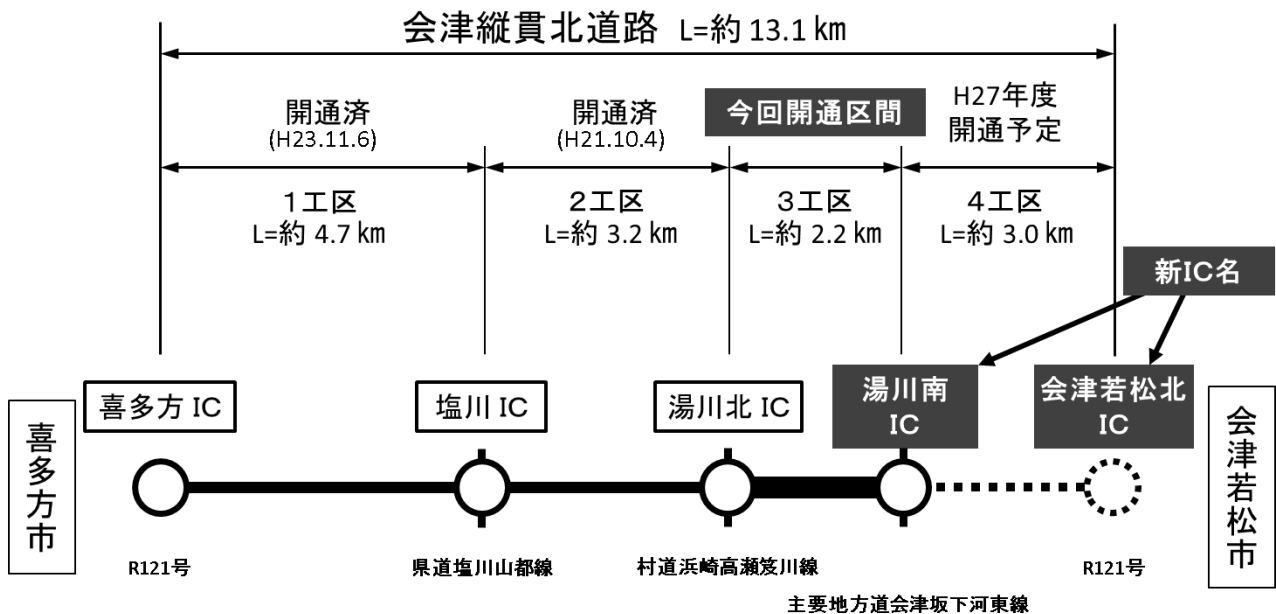 会津縦貫北道路 L=約 13.1 ㎞
開通済
(H23.11.6)
開通済
(H21.10.4)
今回開通区間
H27年度
開通予定
1工区
L=約 4.7 ㎞
2工区
L=約 3.2 ㎞
3工区
L=約 2.2 ㎞
4工区
L=約 3.0 ㎞
新IC名
喜多方市
喜多方 IC
塩川 IC
湯川北 IC
湯川南
IC
会津若松北
IC
会津若松市
R121号
県道塩川山都線
村道浜崎高瀬笈川線
主要地方道会津坂下河東線
R121号